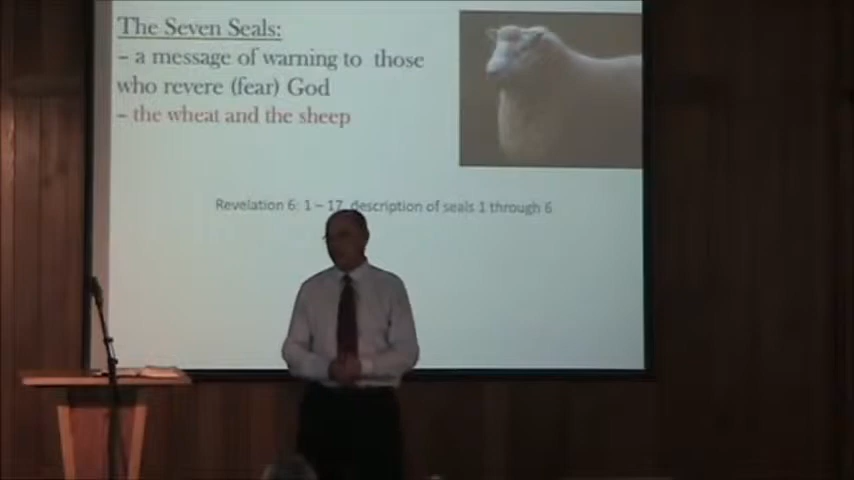 The Seven Seals:
– a message of warning to those
who revere (fear) God
– the wheat and the sheep
Revelation 6: 1 – 17, description of seals 1 through 6